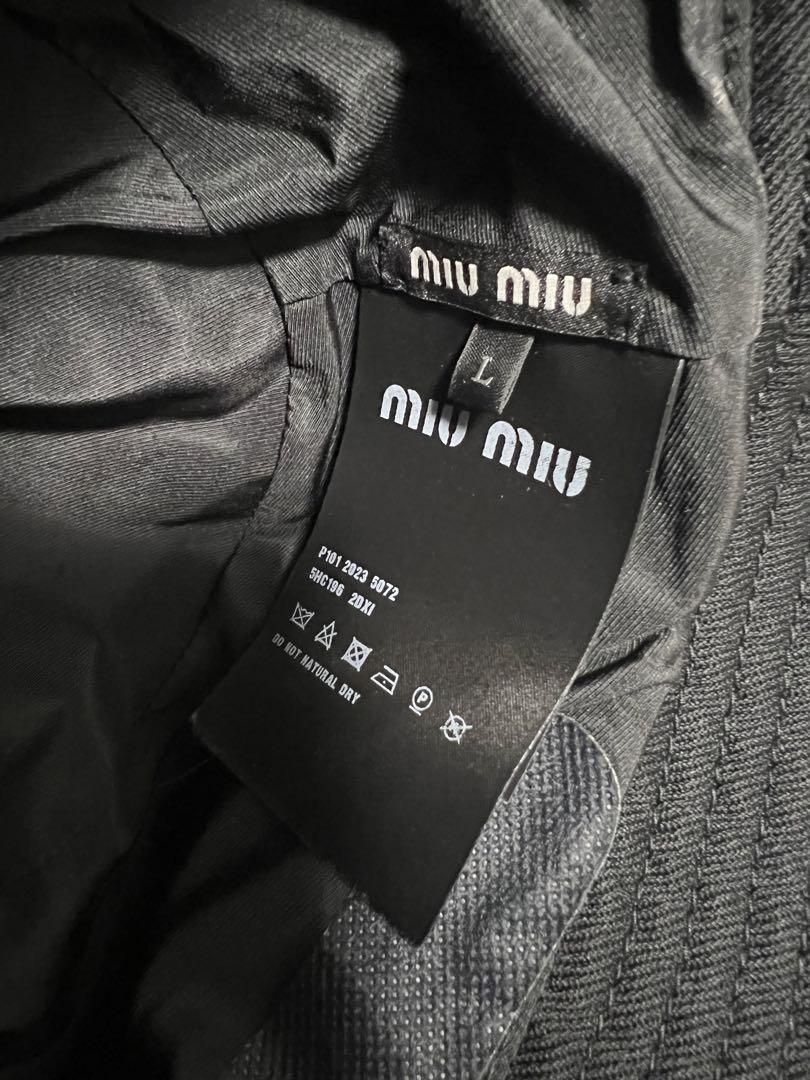 miu miu
L
miu miu
P101 2023 5072
5HC196 2DXI
P
DO NOT NATURAL DRY